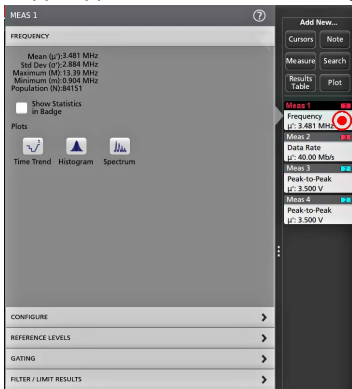 MEAS 1
?
FREQUENCY
Mean (μ'):3.481 MHz
Std Dev (σ'):2.884 MHz
Maximum (M):13.39 MHz
Minimum (m):0.904 MHz
Population (N):84151
Show Statistics
in Badge
Plots
Time Trend
Histogram
Spectrum
CONFIGURE
REFERENCE LEVELS
GATING
FILTER / LIMIT RESULTS
Add New...
Cursors
Note
Measure
Search
Results
Table
Plot
Meas 1
Frequency
μ': 3.481 MHz
Meas 2
Data Rate
μ': 40.00 Mb/s
Meas 3
Peak-to-Peak
μ': 3.500 V
Meas 4
Peak-to-Peak
μ': 3.500 V